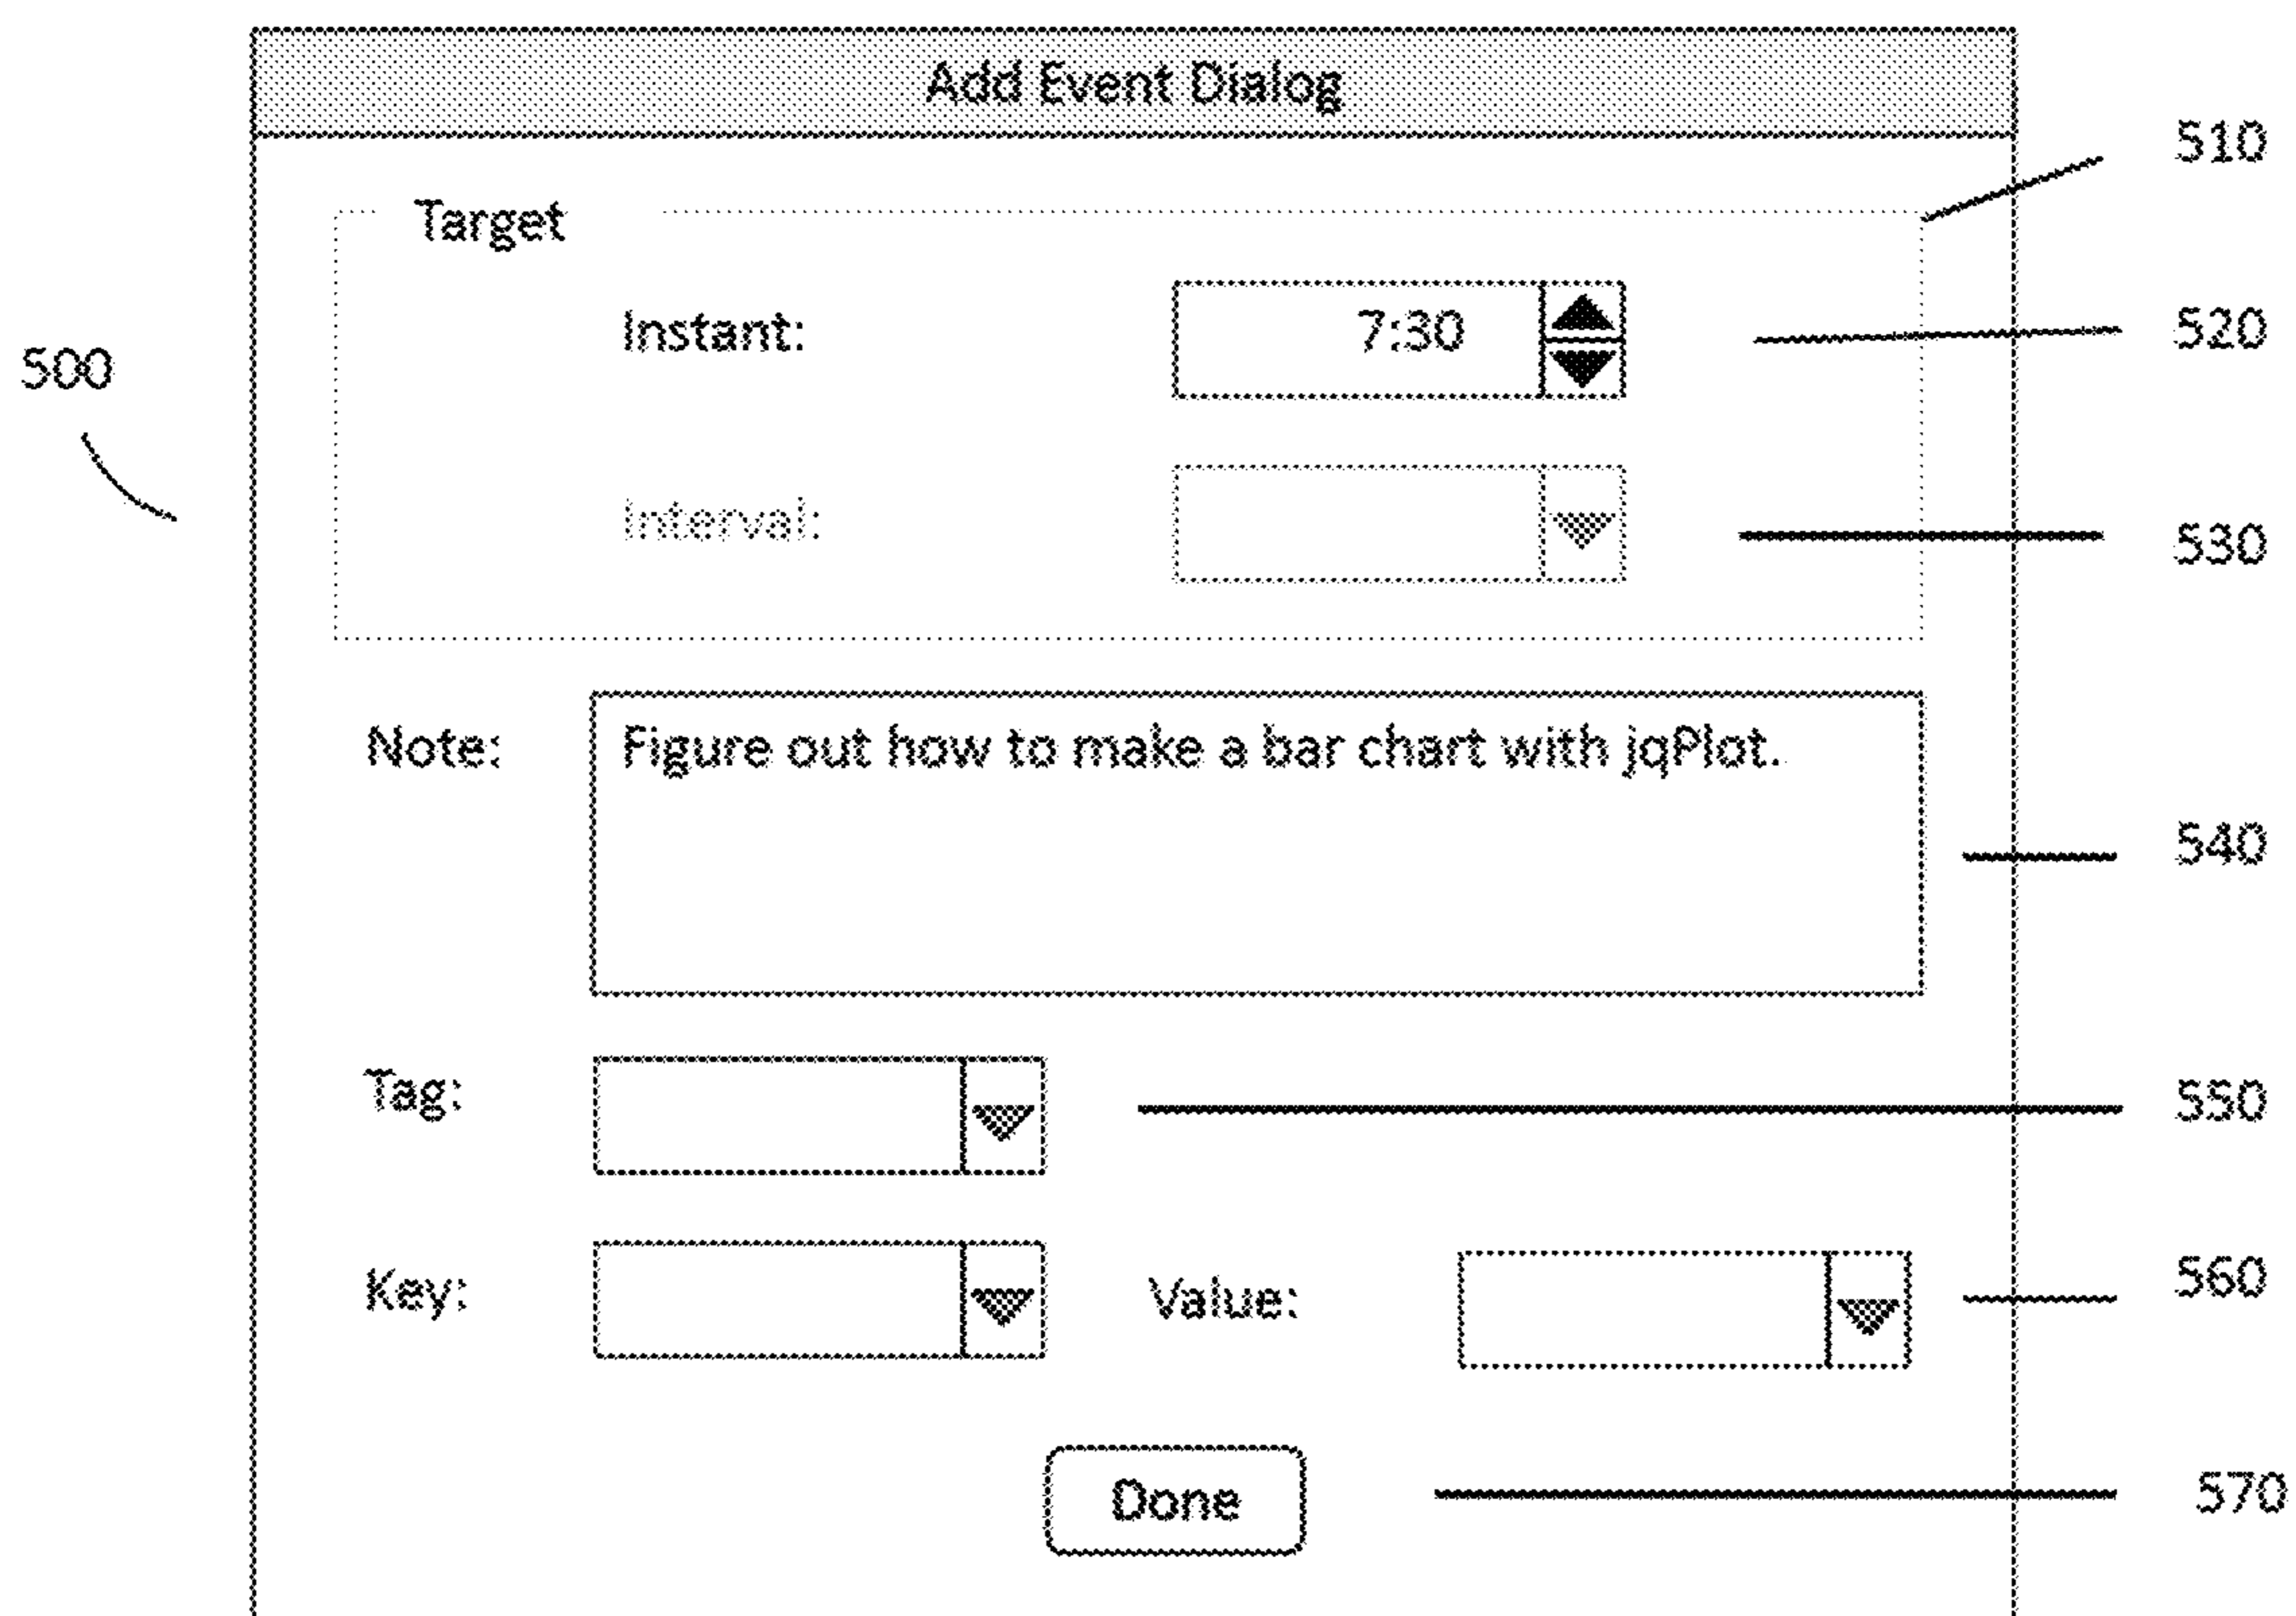 Add Event Dialog
510
Target
Instant: 7:30 520
500
Interval: 530
Note: Figure out how to make a bar chart with jqPlot.
540
Tag: 550
Key: Value: 560
Done 570